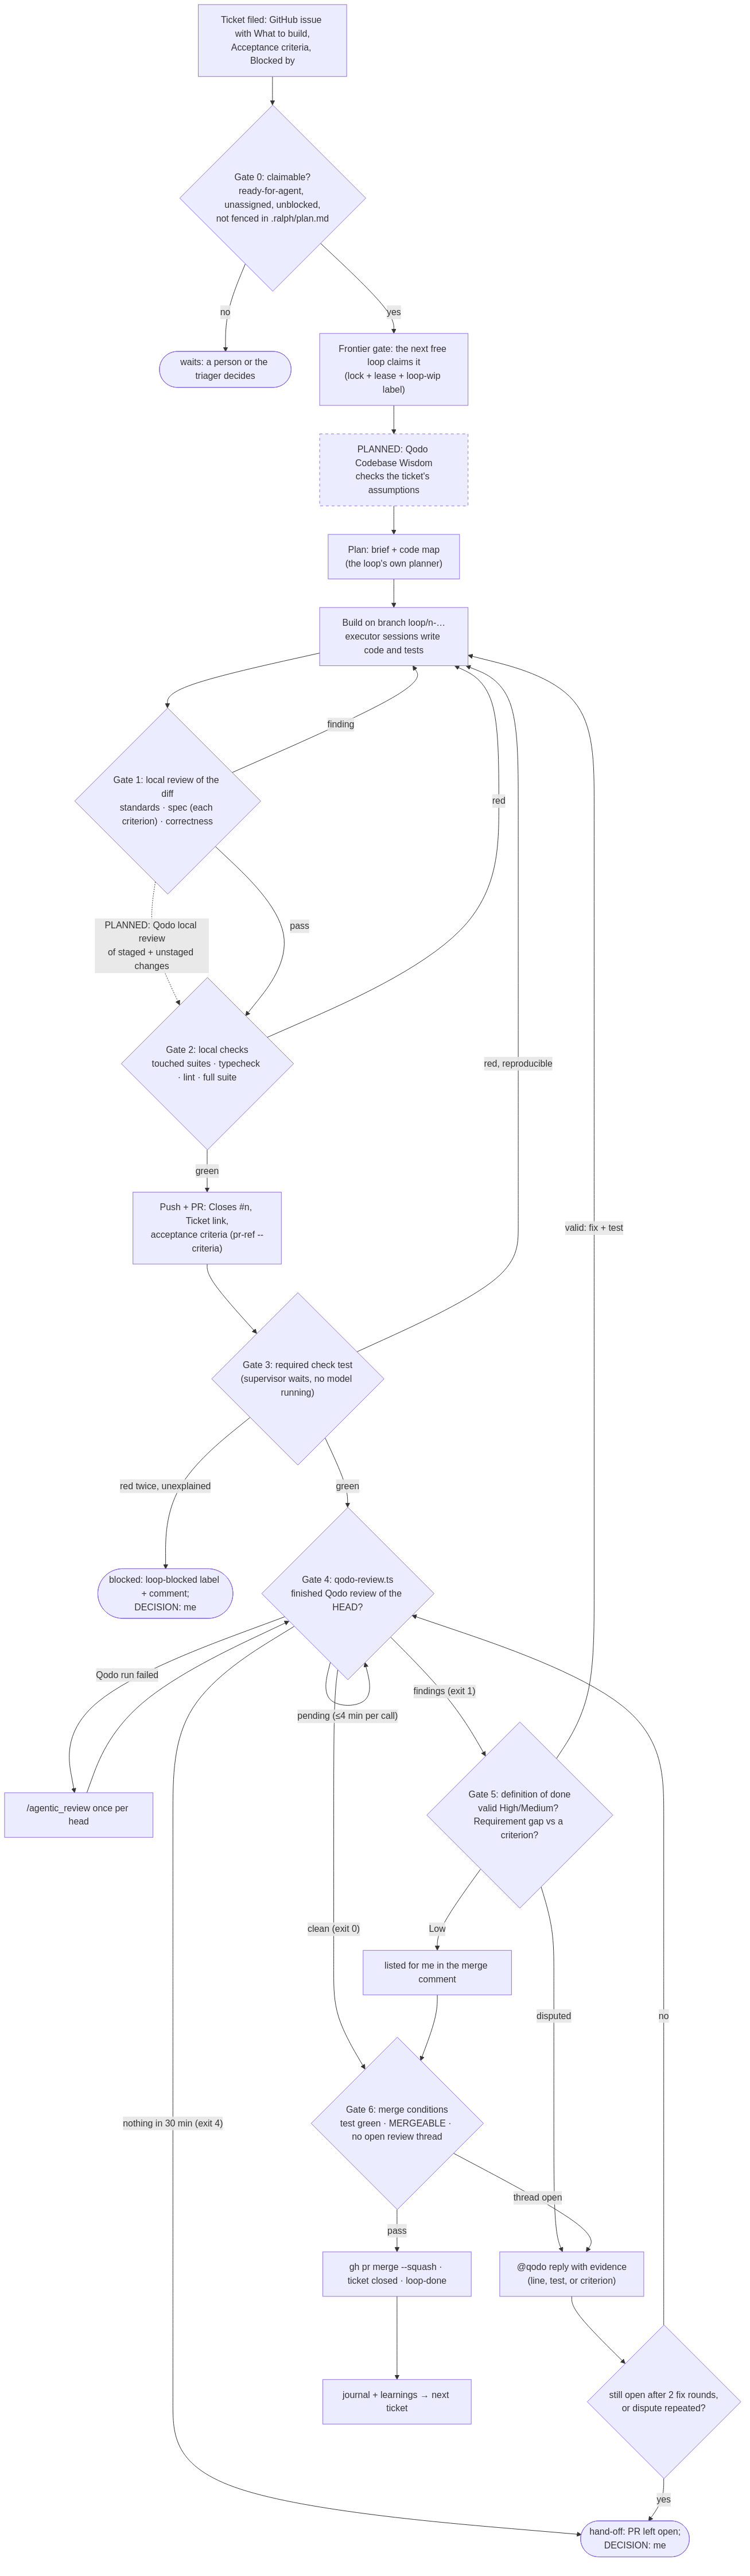 Ticket filed: GitHub issue
with What to build,
Acceptance criteria,
Blocked by
Gate 0: claimable?
ready-for-agent,
unassigned, unblocked,
not fenced in .ralph/plan.md
no
yes
waits: a person or the
triager decides
Frontier gate: the next free
loop claims it
(lock + lease + loop-wip
label)
PLANNED: Qodo
Codebase Wisdom
checks the ticket's
assumptions
Plan: brief + code map
(the loop's own planner)
Build on branch loop/n-…
executor sessions write
code and tests
finding
Gate 1: local review of the
diff
standards · spec (each
criterion) · correctness
red
pass
PLANNED: Qodo local
review
of staged + unstaged
changes
Gate 2: local checks
touched suites · typecheck
· lint · full suite
red, reproducible
green
Push + PR: Closes #n,
Ticket link,
acceptance criteria (pr-ref --
criteria)
valid: fix + test
Gate 3: required check test
(supervisor waits, no model
running)
red twice, unexplained
green
blocked: loop-blocked label
+ comment;
DECISION: me
Gate 4: qodo-review.ts
finished Qodo review of the
HEAD?
Qodo run failed
findings (exit 1)
pending (≤4 min per call)
/agentic_review once per
head
Gate 5: definition of done
valid High/Medium?
Requirement gap vs a
criterion?
clean (exit 0)
Low
listed for me in the merge
comment
disputed
no
nothing in 30 min (exit 4)
Gate 6: merge conditions
test green · MERGEABLE ·
no open review thread
thread open
pass
gh pr merge --squash ·
ticket closed · loop-done
@qodo reply with evidence
(line, test, or criterion)
journal + learnings → next
ticket
still open after 2 fix rounds,
or dispute repeated?
yes
hand-off: PR left open;
DECISION: me